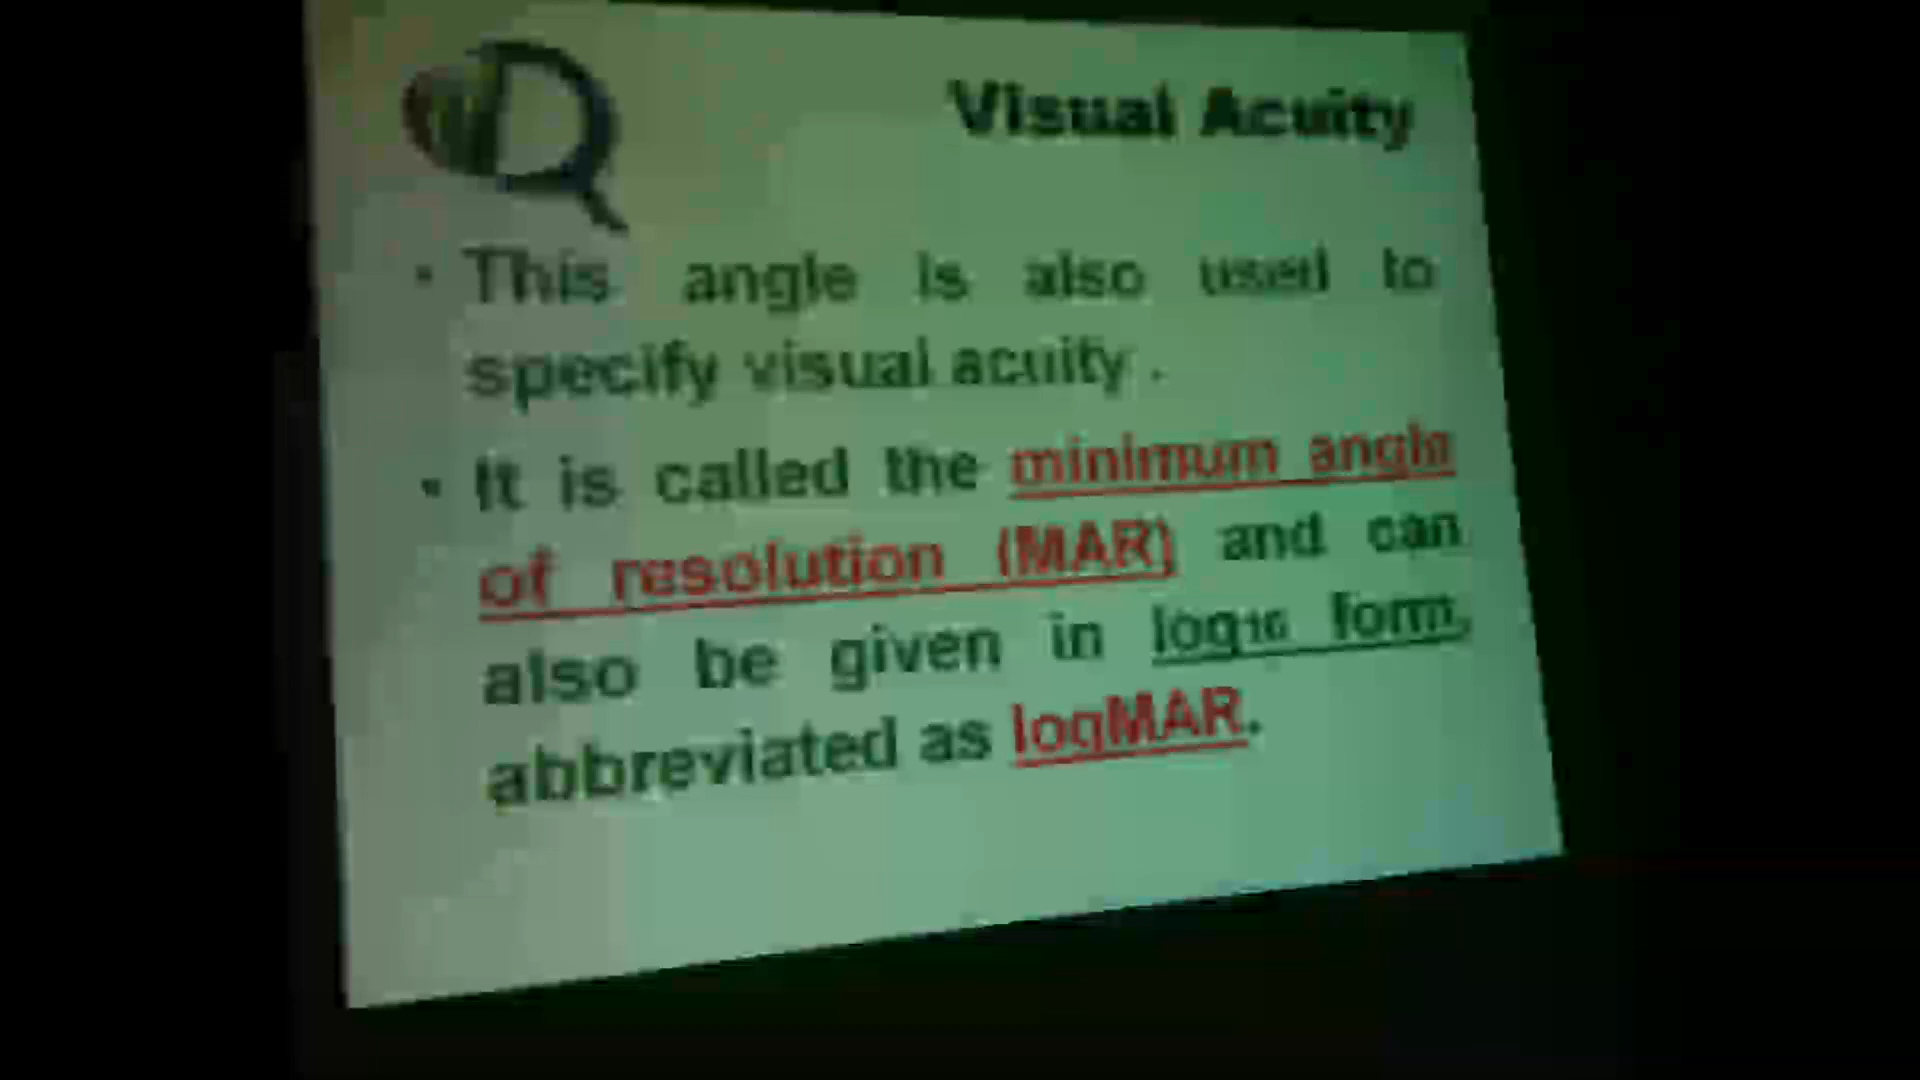 Visual Acuity
• This angle is also used to
specify visual acuity .
• It is called the minimum angle
of resolution (MAR) and can
also be given in log10 form,
abbreviated as logMAR.